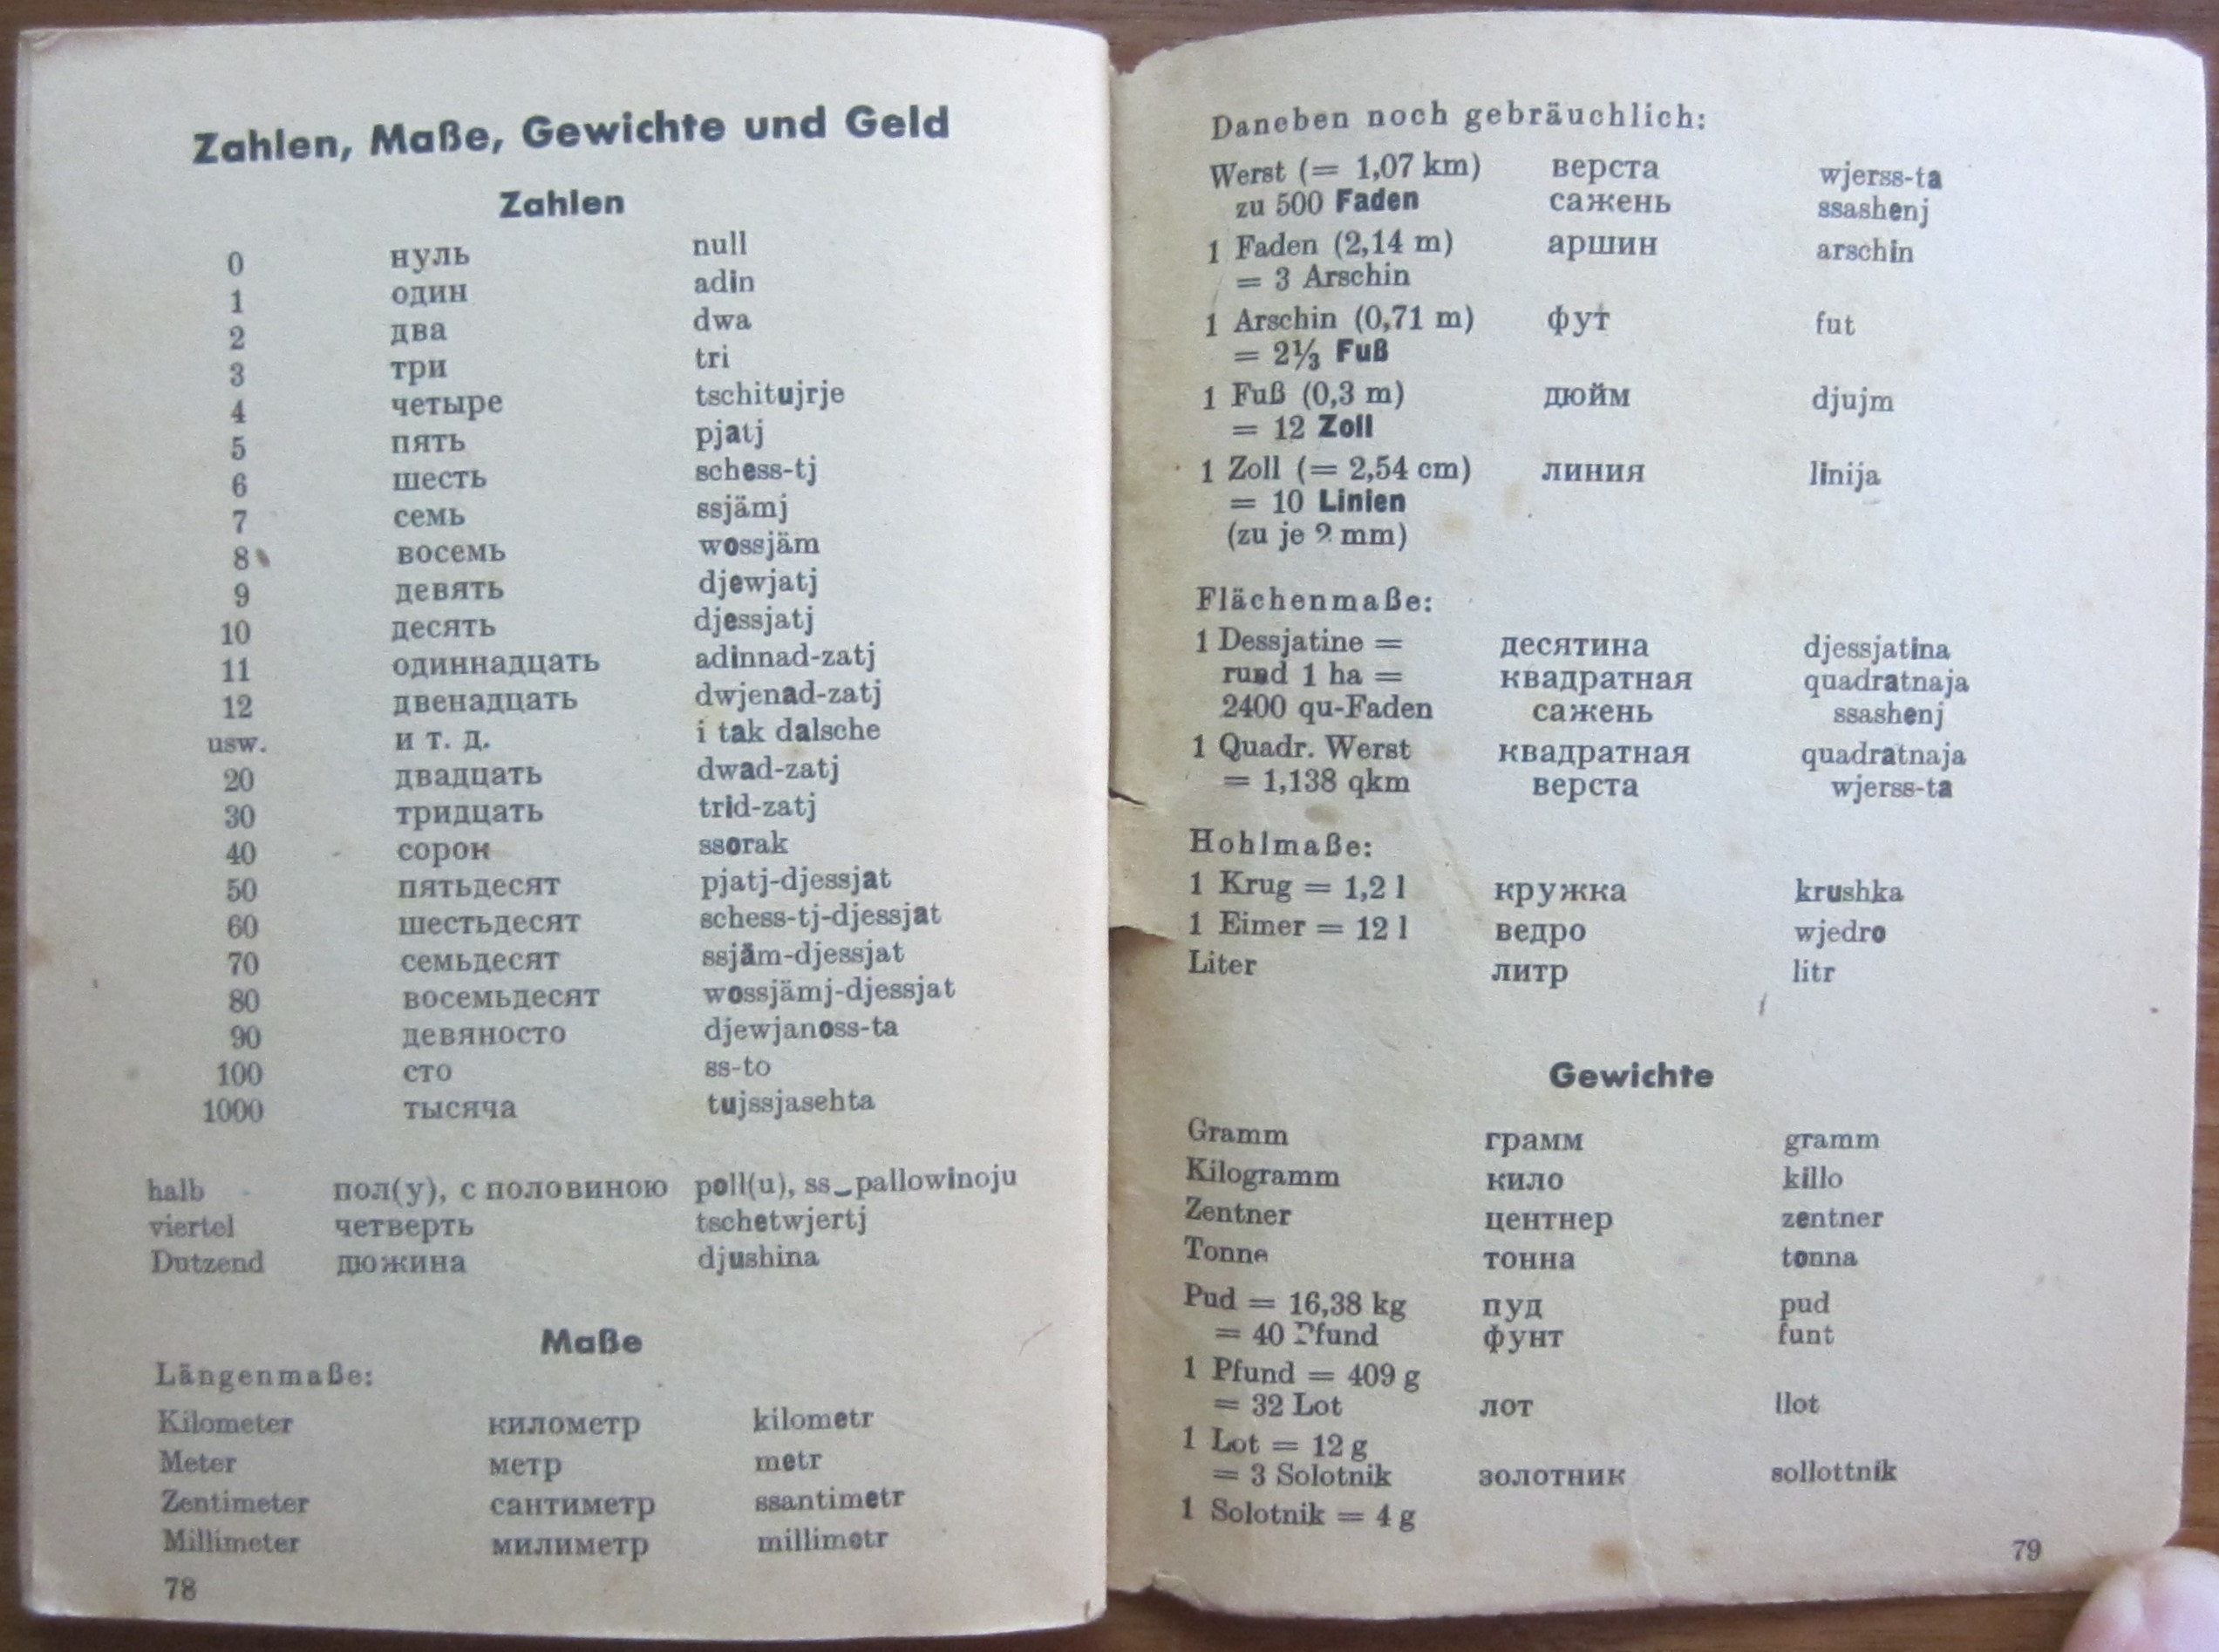 Zahlen, Maße, Gewichte und Geld
Zahlen
0 нуль null
1 один adin
2 два dwa
3 три tri
4 четыре tschitujrje
5 пять pjatj
6 шесть schess-tj
7 семь ssjämj
8 восемь wossjäm
9 девять djewjatj
10 десять djessjatj
11 одиннадцать adinnad-zatj
12 двенадцать dwjenad-zatj
usw. и т. д. i tak dalsche
20 двадцать dwad-zatj
30 тридцать trid-zatj
40 сорок ssorak
50 пятьдесят pjatj-djessjat
60 шестьдесят schess-tj-djessjat
70 семьдесят ssjäm-djessjat
80 восемьдесят wossjämj-djessjat
90 девяносто djewjanoss-ta
100 сто ss-to
1000 тысяча tujssjasehta
halb пол(у), с половиною poll(u), ss‿pallowinoju
viertel четверть tschetwjertj
Dutzend дюжина djushina
Maße
Längenmaße:
Kilometer километр kilometr
Meter метр metr
Zentimeter сантиметр ssantimetr
Millimeter милиметр millimetr
78
Daneben noch gebräuchlich:
Werst (= 1,07 km) верста wjerss-ta
zu 500 Faden сажень ssashenj
1 Faden (2,14 m) аршин arschin
= 3 Arschin
1 Arschin (0,71 m) фут fut
= 2⅓ Fuß
1 Fuß (0,3 m) дюйм djujm
= 12 Zoll
1 Zoll (= 2,54 cm) линия linija
= 10 Linien
(zu je 2 mm)
Flächenmaße:
1 Dessjatine = десятина djessjatina
rund 1 ha = квадратная quadratnaja
2400 qu-Faden сажень ssashenj
1 Quadr. Werst квадратная quadratnaja
= 1,138 qkm верста wjerss-ta
Hohlmaße:
1 Krug = 1,2 l кружка krushka
1 Eimer = 12 l ведро wjedro
Liter литр litr
Gewichte
Gramm грамм gramm
Kilogramm кило killo
Zentner центнер zentner
Tonne тонна tonna
Pud = 16,38 kg пуд pud
= 40 Pfund фунт funt
1 Pfund = 409 g
= 32 Lot лот llot
1 Lot = 12 g
= 3 Solotnik золотник sollottnik
1 Solotnik = 4 g
79